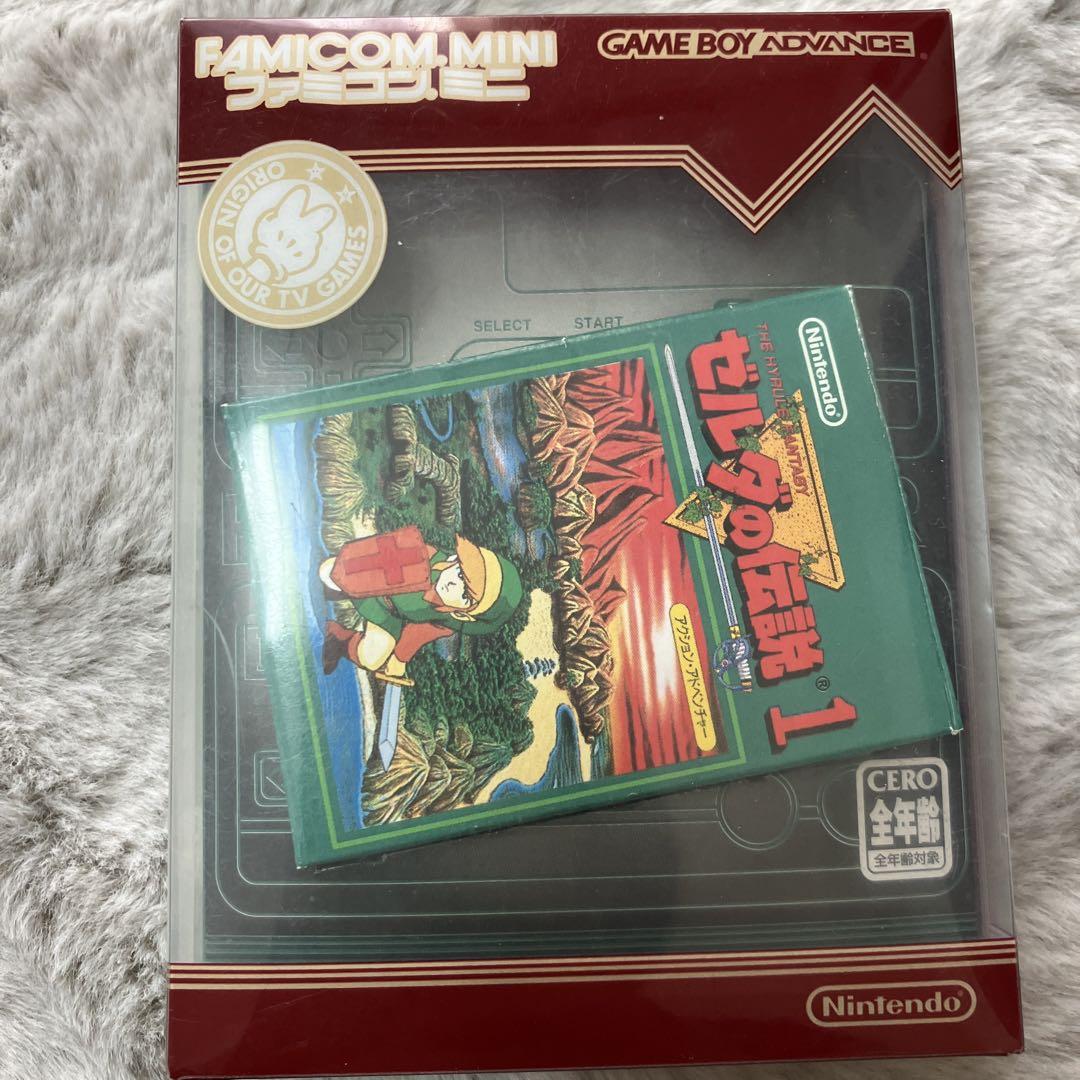 FAMICOM MINI
ファミコン ミニ
GAME BOY ADVANCE
ORIGIN OF OUR TV GAMES
SELECT START
Nintendo
THE HYRULE FANTASY
ゼルダの伝説® 1
アクション・アドベンチャー
CERO
全年齢
全年齢対象
Nintendo